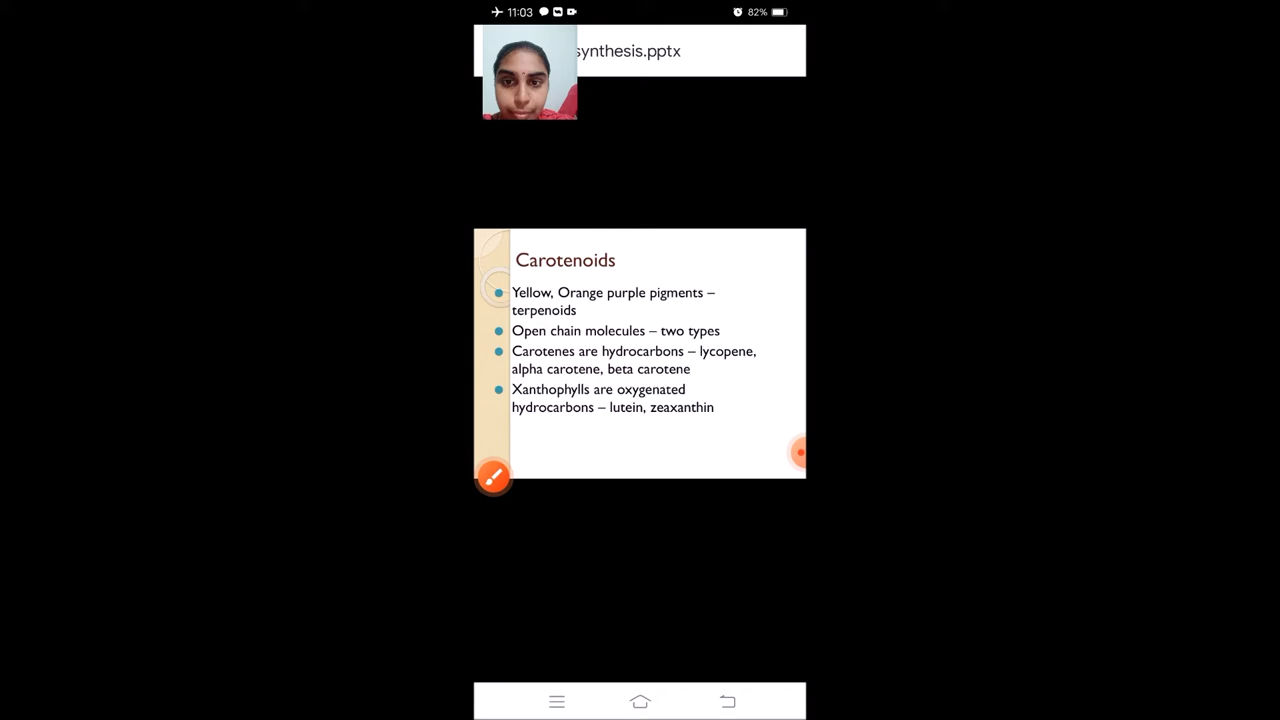 11:03
82%
synthesis.pptx
Carotenoids
Yellow, Orange purple pigments –
terpenoids
Open chain molecules – two types
Carotenes are hydrocarbons – lycopene,
alpha carotene, beta carotene
Xanthophylls are oxygenated
hydrocarbons – lutein, zeaxanthin